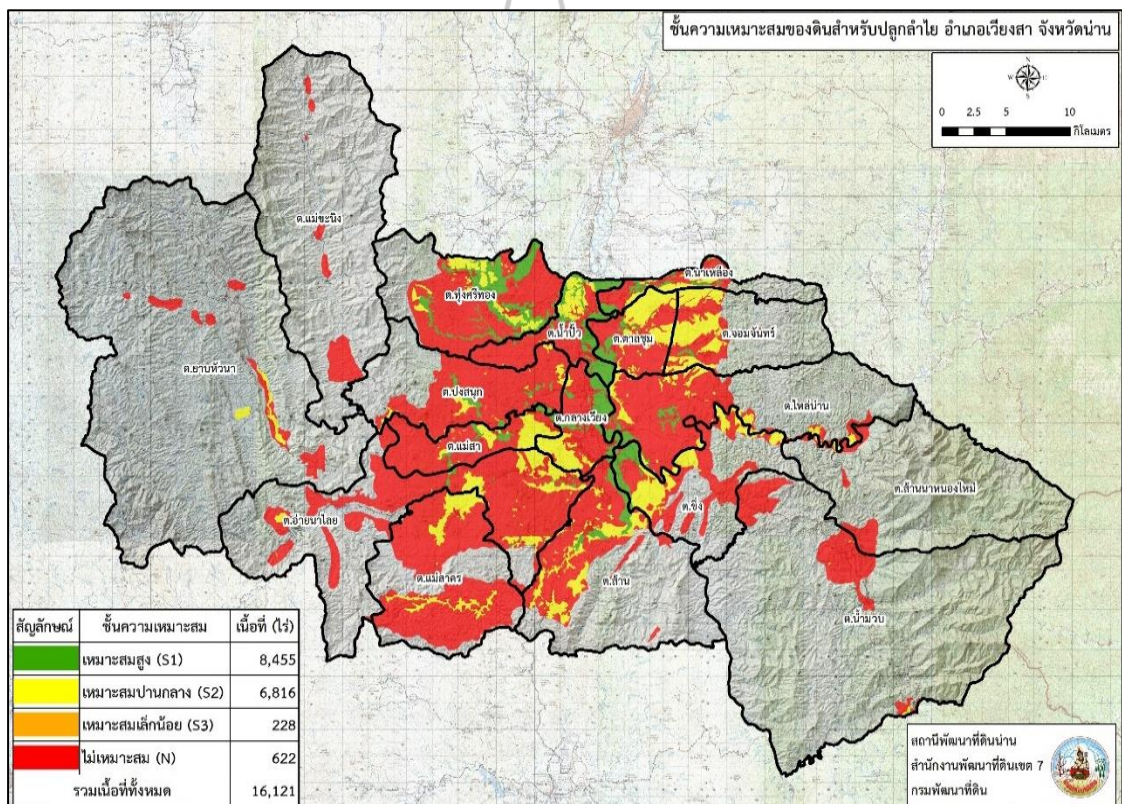 ชั้นความเหมาะสมของดินสำหรับปลูกลำไย อำเภอเวียงสา จังหวัดน่าน
N
W E
S
0 2.5 5 10
กิโลเมตร
ต.แม่ขะนิง
ต.นาเหลือง
ต.ทุ่งศรีทอง
ต.น้ำปั้ว
ต.ตาลชุม
ต.จอมจันทร์
ต.ยาบหัวนา
ต.ปงสนุก
ต.กลางเวียง
ต.ไหล่น่าน
ต.แม่สา
ต.ส้านนาหนองใหม่
ต.ขึ่ง
ต.อ่ายนาไลย
ต.แม่สาคร
ต.ส้าน
ต.น้ำมวบ
สัญลักษณ์ ชั้นความเหมาะสม เนื้อที่ (ไร่)
เหมาะสมสูง (S1) 8,455
เหมาะสมปานกลาง (S2) 6,816
เหมาะสมเล็กน้อย (S3) 228
ไม่เหมาะสม (N) 622
รวมเนื้อที่ทั้งหมด 16,121
สถานีพัฒนาที่ดินน่าน
สำนักงานพัฒนาที่ดินเขต 7
กรมพัฒนาที่ดิน